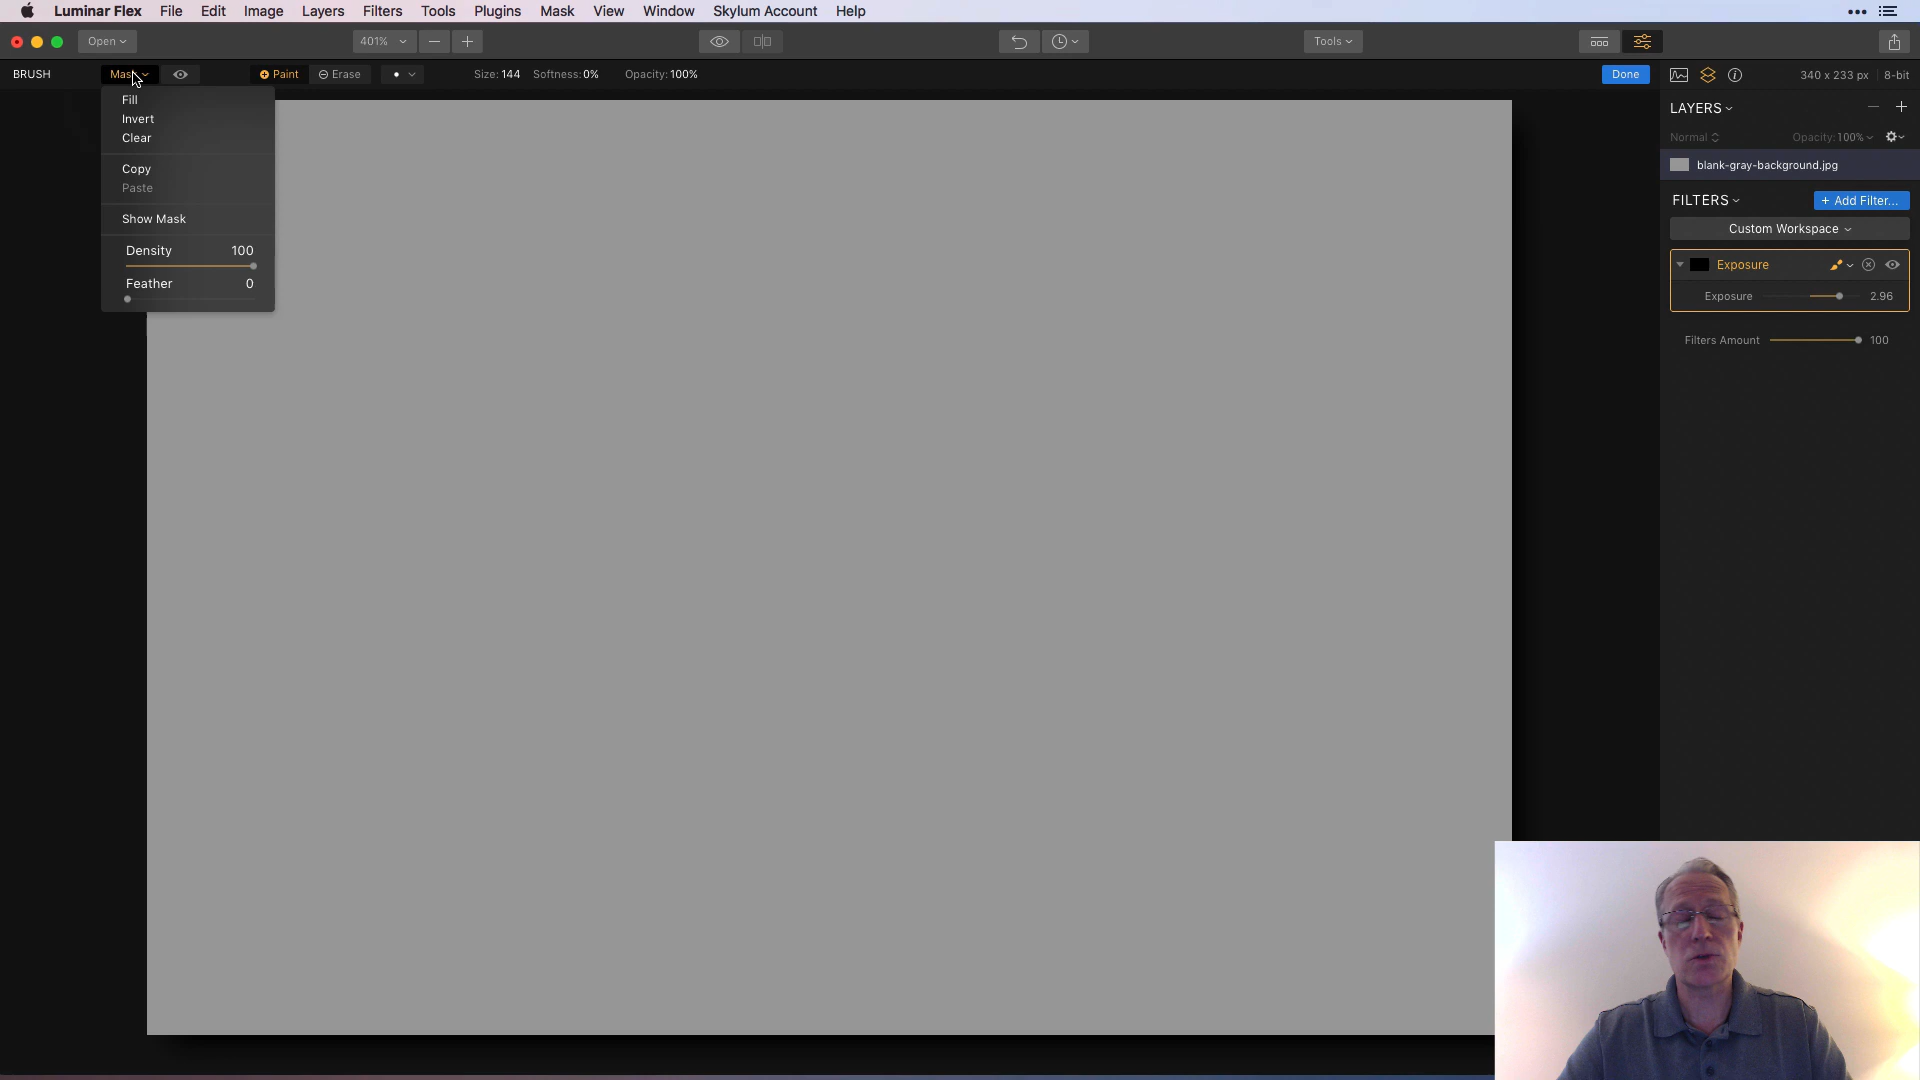 Luminar Flex File Edit Image Layers Filters Tools Plugins Mask View Window Skylum Account Help
Open 401% Tools
BRUSH Paint Erase Size: 144 Softness: 0% Opacity: 100% Done 340 x 233 px 8-bit
Fill
Invert
Clear
Copy
Paste
Show Mask
Density 100
Feather 0
LAYERS
Normal Opacity: 100%
blank-gray-background.jpg
FILTERS + Add Filter...
Custom Workspace
Exposure
Exposure 2.96
Filters Amount 100